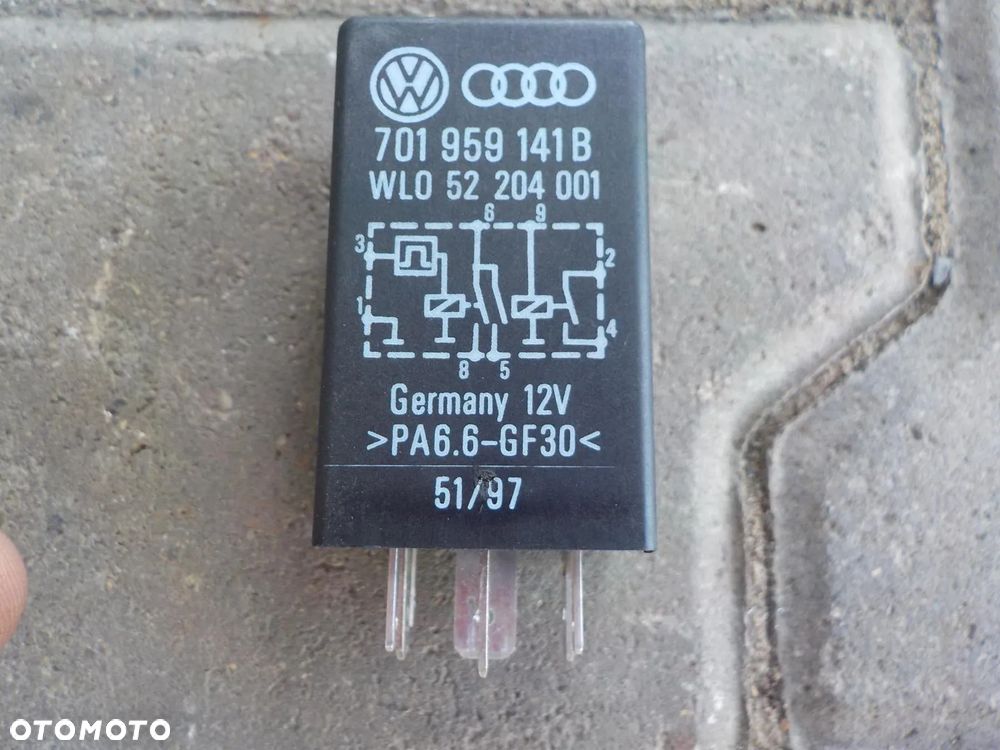 701 959 141B
WL0 52 204 001
6 9
3
2
1
4
8 5
Germany 12V
>PA6.6-GF30<
51/97
OTOMOTO